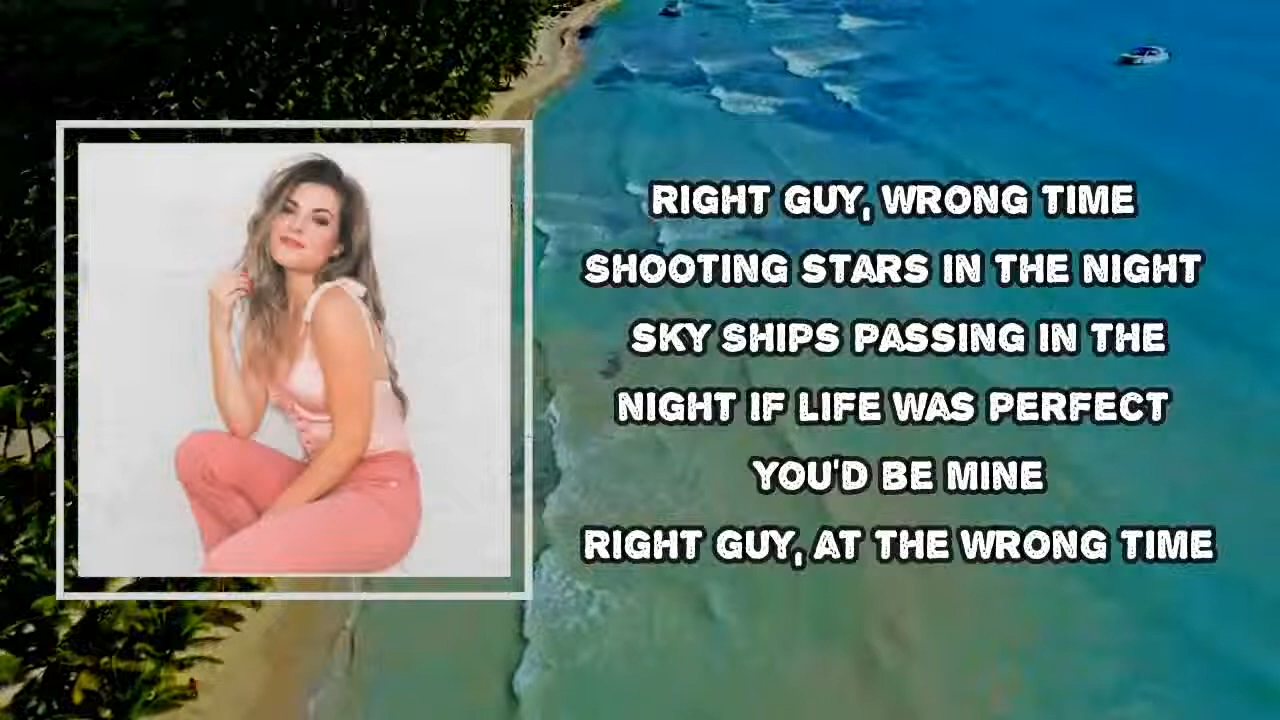 RIGHT GUY, WRONG TIME
SHOOTING STARS IN THE NIGHT
SKY SHIPS PASSING IN THE
NIGHT IF LIFE WAS PERFECT
YOU'D BE MINE
RIGHT GUY, AT THE WRONG TIME